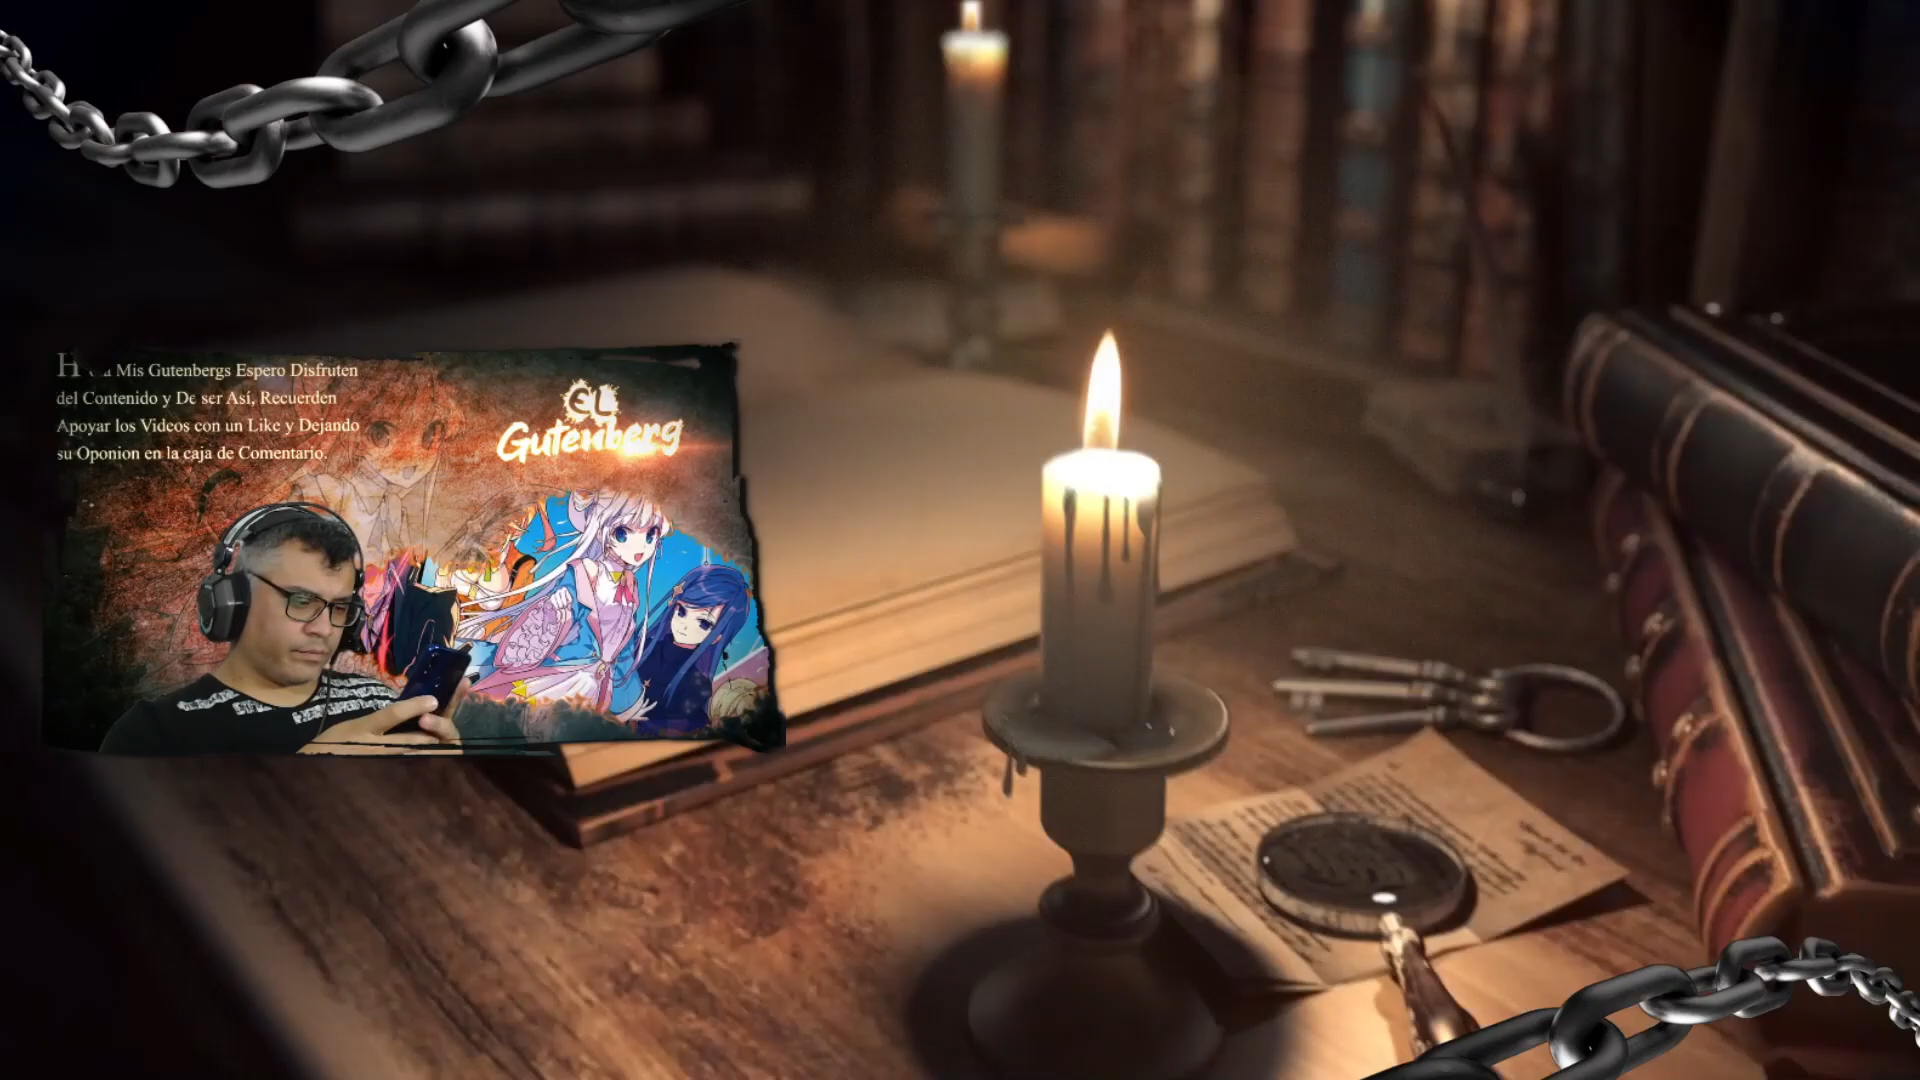 Mis Gutenbergs Espero Disfruten
del Contenido y De ser Así, Recuerden
Apoyar los Videos con un Like y Dejando
su Oponion en la caja de Comentario.
EL
Gutenberg